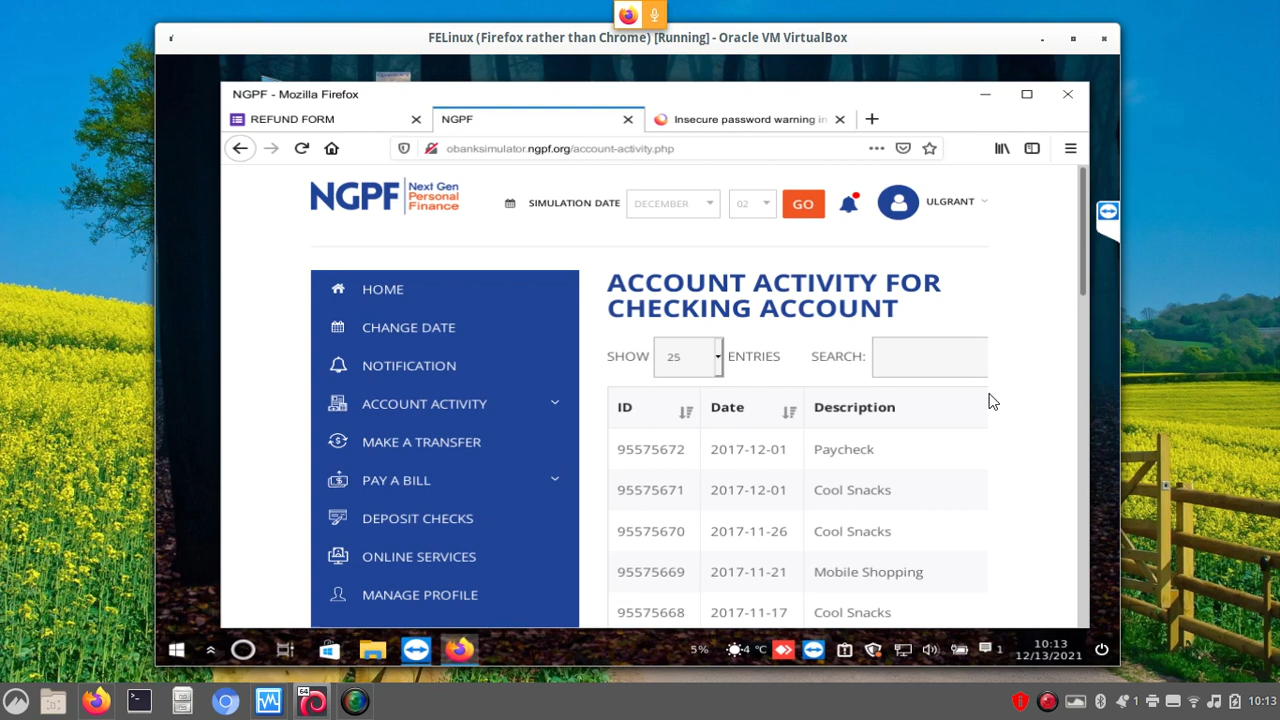 FELinux (Firefox rather than Chrome) [Running] - Oracle VM VirtualBox
NGPF - Mozilla Firefox
REFUND FORM
NGPF
Insecure password warning in
obanksimulator.ngpf.org/account-activity.php
NGPF Next Gen Personal Finance
SIMULATION DATE DECEMBER 02 GO ULGRANT
HOME
CHANGE DATE
NOTIFICATION
ACCOUNT ACTIVITY
MAKE A TRANSFER
PAY A BILL
DEPOSIT CHECKS
ONLINE SERVICES
MANAGE PROFILE
ACCOUNT ACTIVITY FOR
CHECKING ACCOUNT
SHOW 25 ENTRIES SEARCH:
ID Date Description
95575672 2017-12-01 Paycheck
95575671 2017-12-01 Cool Snacks
95575670 2017-11-26 Cool Snacks
95575669 2017-11-21 Mobile Shopping
95575668 2017-11-17 Cool Snacks
5% 4 °C 1 10:13
12/13/2021
64 1 10:13